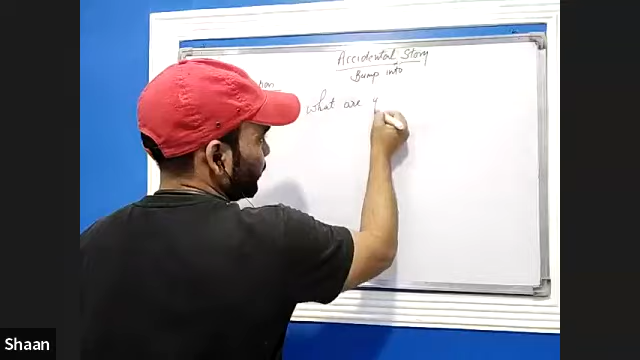 Accidental Story
Bump into
What are y
Shaan